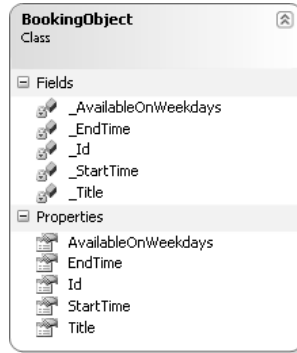 BookingObject
Class
Fields
_AvailableOnWeekdays
_EndTime
_Id
_StartTime
_Title
Properties
AvailableOnWeekdays
EndTime
Id
StartTime
Title